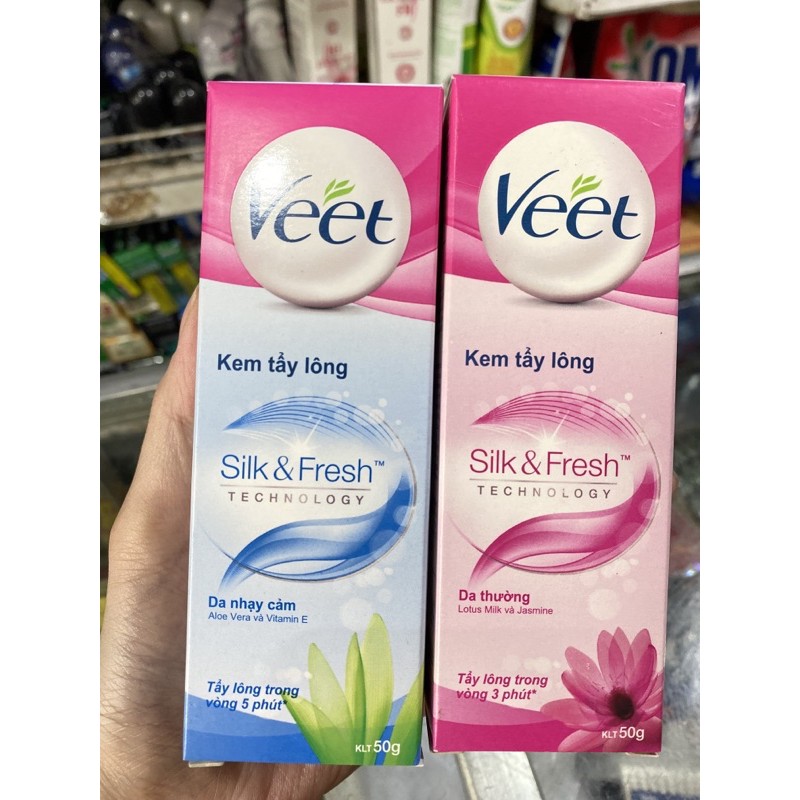 Veet
Kem tẩy lông
Silk & Fresh™
TECHNOLOGY
Da nhạy cảm
Aloe Vera và Vitamin E
Tẩy lông trong
vòng 5 phút*
KLT 50g
Veet
Kem tẩy lông
Silk & Fresh™
TECHNOLOGY
Da thường
Lotus Milk và Jasmine
Tẩy lông trong
vòng 3 phút*
KLT 50g